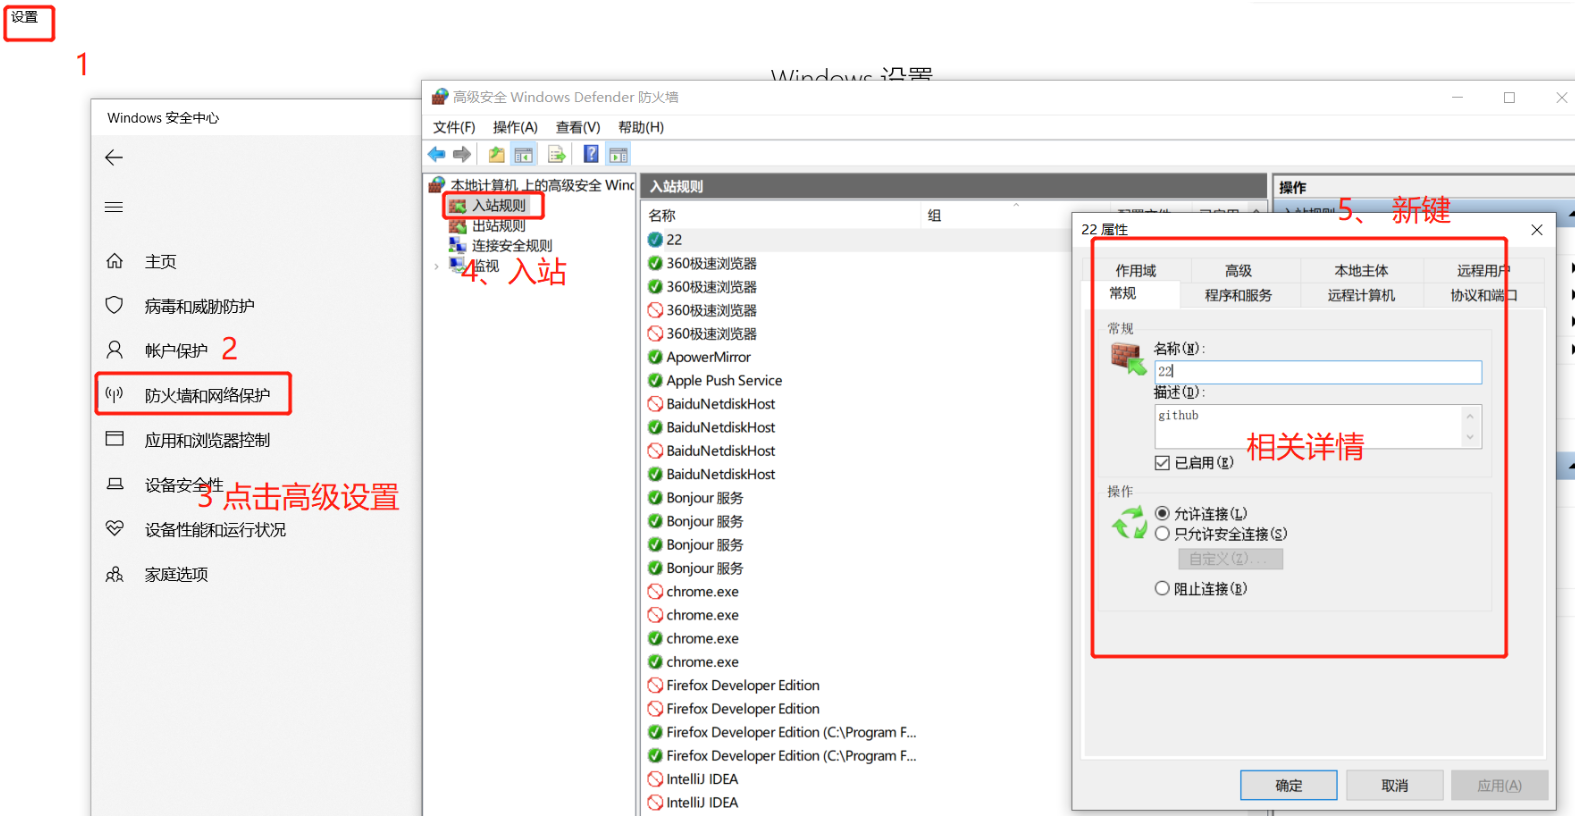 设置
1
Windows 设置
Windows 安全中心
主页
病毒和威胁防护
帐户保护
2
防火墙和网络保护
应用和浏览器控制
设备安全性
3 点击高级设置
设备性能和运行状况
家庭选项
高级安全 Windows Defender 防火墙
文件(F) 操作(A) 查看(V) 帮助(H)
本地计算机 上的高级安全 Winc
入站规则
出站规则
连接安全规则
监视
4、入站
入站规则
名称 组 配置文件 已启用
22
360极速浏览器
360极速浏览器
360极速浏览器
360极速浏览器
ApowerMirror
Apple Push Service
BaiduNetdiskHost
BaiduNetdiskHost
BaiduNetdiskHost
BaiduNetdiskHost
Bonjour 服务
Bonjour 服务
Bonjour 服务
Bonjour 服务
chrome.exe
chrome.exe
chrome.exe
chrome.exe
Firefox Developer Edition
Firefox Developer Edition
Firefox Developer Edition (C:\Program F...
Firefox Developer Edition (C:\Program F...
IntelliJ IDEA
IntelliJ IDEA
操作
入站规则
5、 新键
22 属性
作用域 高级 本地主体 远程用户
常规 程序和服务 远程计算机 协议和端口
常规
名称(N):
22
描述(D):
github
相关详情
已启用(E)
操作
允许连接(L)
只允许安全连接(S)
自定义(Z)...
阻止连接(B)
确定 取消 应用(A)